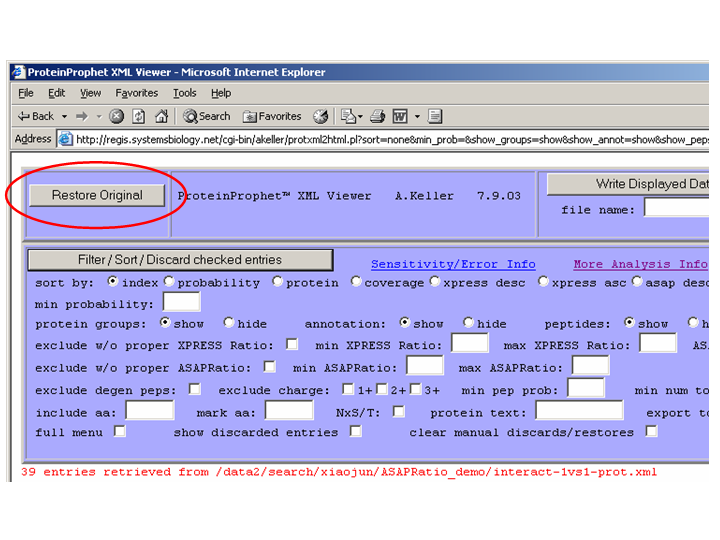 ProteinProphet XML Viewer - Microsoft Internet Explorer
File Edit View Favorites Tools Help
Back Search Favorites
Address http://regis.systemsbiology.net/cgi-bin/akeller/protxml2html.pl?sort=none&min_prob=&show_groups=show&show_annot=show&show_pep
Restore Original ProteinProphet™ XML Viewer A.Keller 7.9.03 Write Displayed Dat
file name:
Filter / Sort / Discard checked entries Sensitivity/Error Info More Analysis Info
sort by: index probability protein coverage xpress desc xpress asc asap desc
min probability:
protein groups: show hide annotation: show hide peptides: show h
exclude w/o proper XPRESS Ratio: min XPRESS Ratio: max XPRESS Ratio: AS
exclude w/o proper ASAPRatio: min ASAPRatio: max ASAPRatio:
exclude degen peps: exclude charge: 1+ 2+ 3+ min pep prob: min num to
include aa: mark aa: NxS/T: protein text: export to
full menu show discarded entries clear manual discards/restores
39 entries retrieved from /data2/search/xiaojun/ASAPRatio_demo/interact-1vs1-prot.xml